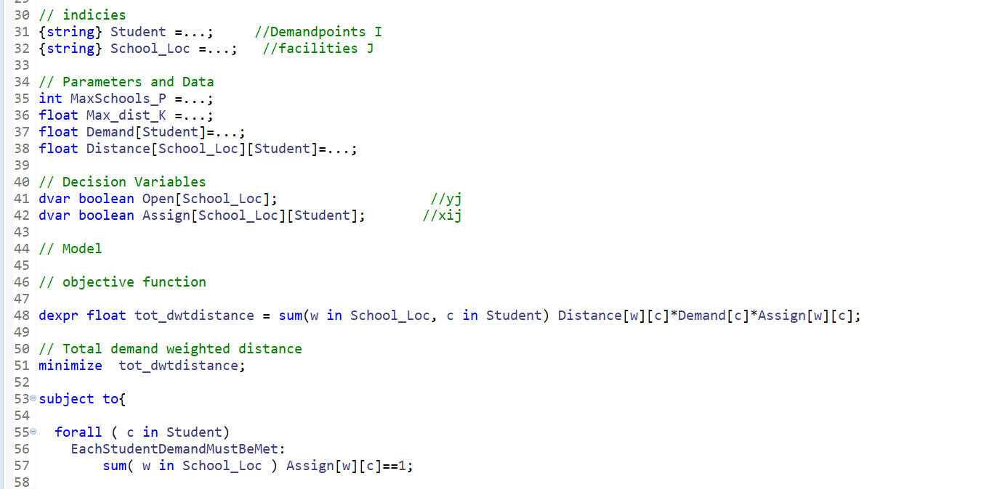 29
30 // indicies
31 {string} Student =...;     //Demandpoints I
32 {string} School_Loc =...;   //facilities J
33
34 // Parameters and Data
35 int MaxSchools_P =...;
36 float Max_dist_K =...;
37 float Demand[Student]=...;
38 float Distance[School_Loc][Student]=...;
39
40 // Decision Variables
41 dvar boolean Open[School_Loc];                   //yj
42 dvar boolean Assign[School_Loc][Student];       //xij
43
44 // Model
45
46 // objective function
47
48 dexpr float tot_dwtdistance = sum(w in School_Loc, c in Student) Distance[w][c]*Demand[c]*Assign[w][c];
49
50 // Total demand weighted distance
51 minimize  tot_dwtdistance;
52
53 subject to{
54
55   forall ( c in Student)
56     EachStudentDemandMustBeMet:
57         sum( w in School_Loc ) Assign[w][c]==1;
58